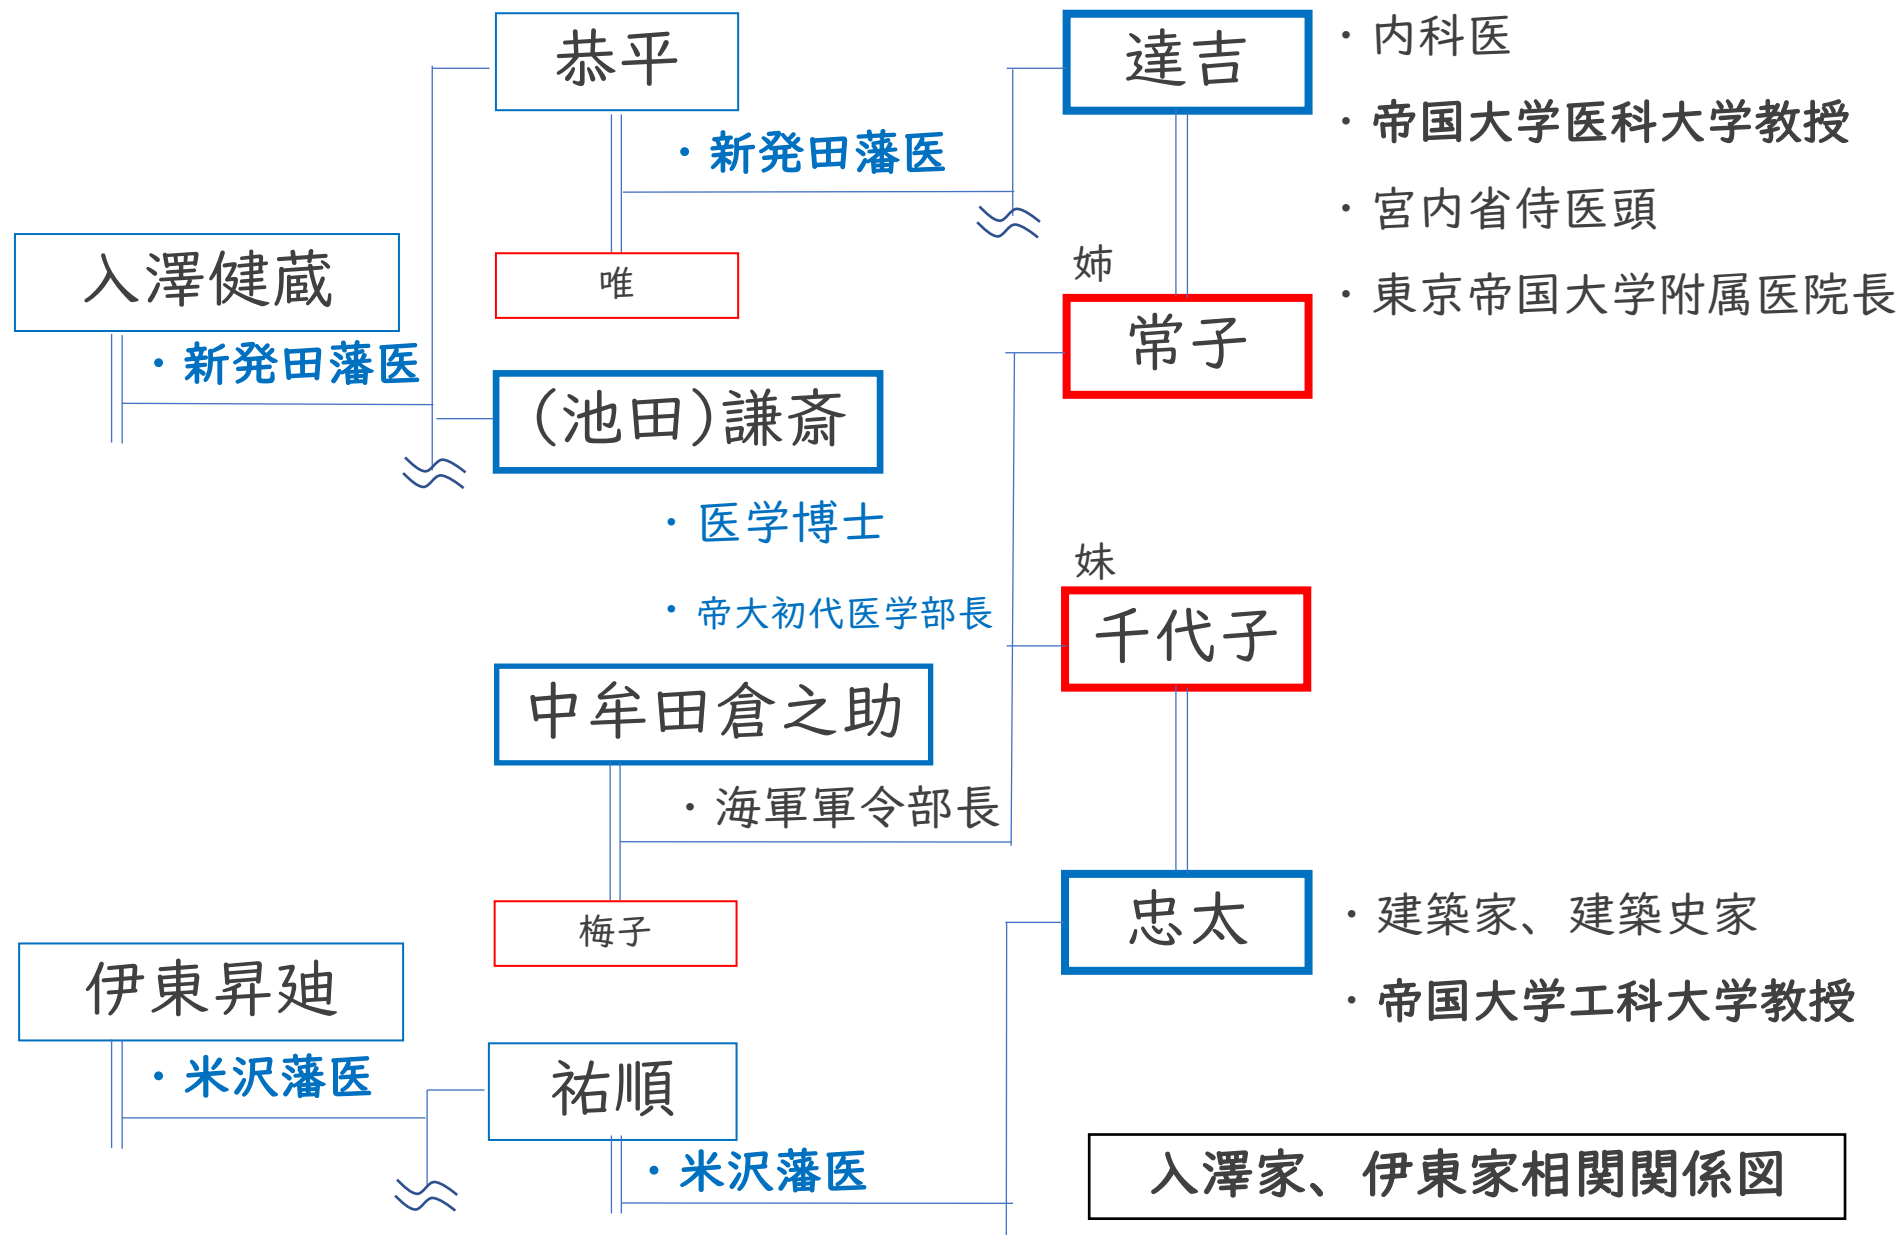 恭平
・新発田藩医
唯
入澤健蔵
・新発田藩医
(池田)謙斎
・医学博士
・帝大初代医学部長
達吉
・内科医
・帝国大学医科大学教授
・宮内省侍医頭
・東京帝国大学附属医院長
姉
常子
妹
千代子
中牟田倉之助
・海軍軍令部長
梅子
忠太
・建築家、建築史家
・帝国大学工科大学教授
伊東昇廸
・米沢藩医
祐順
・米沢藩医
入澤家、伊東家相関関係図